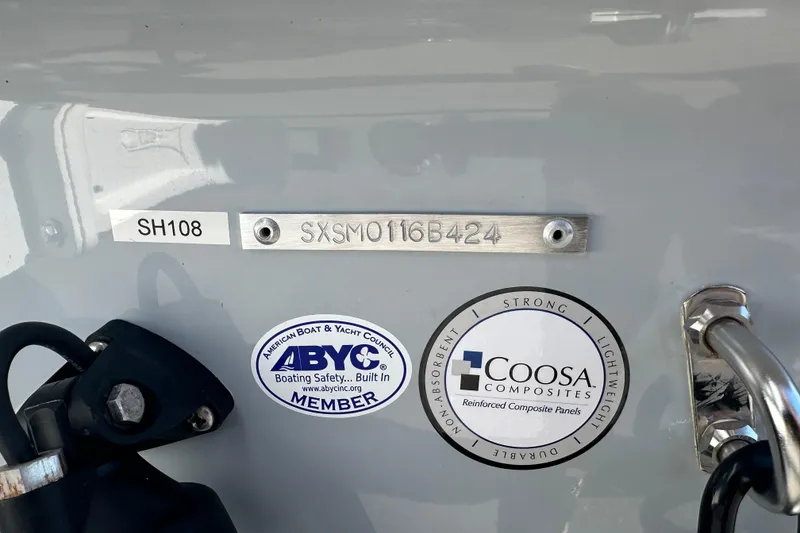 SH108
SXSM0116B424
AMERICAN BOAT & YACHT COUNCIL
ABYC®
Boating Safety... Built In
www.abycinc.org
MEMBER
NON-ABSORBENT | STRONG | LIGHTWEIGHT | DURABLE |
COOSA
COMPOSITES
Reinforced Composite Panels